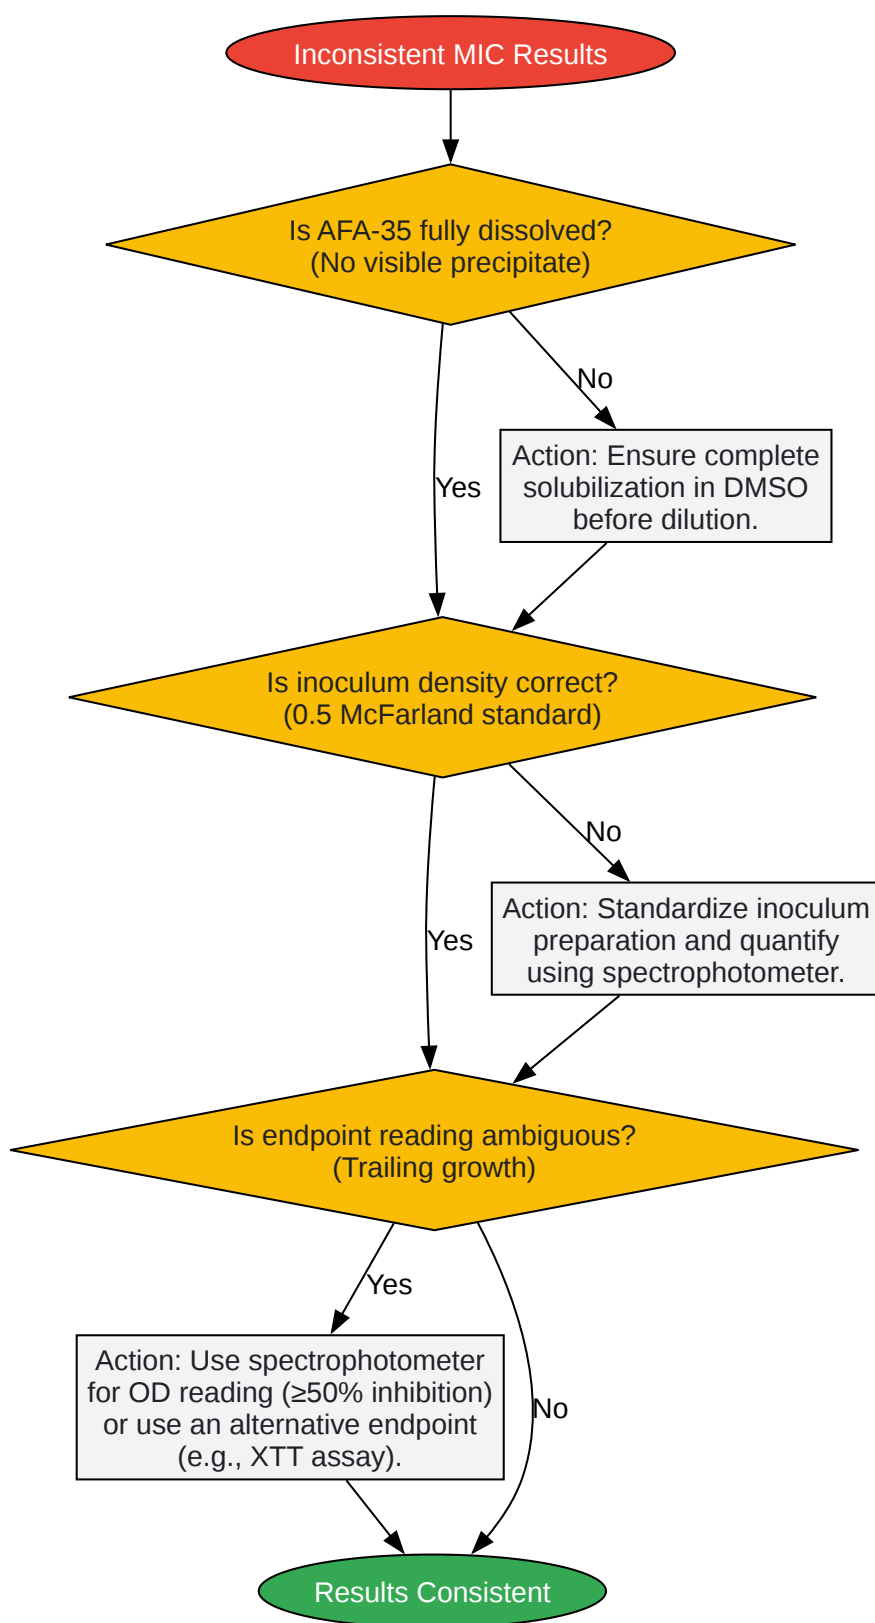 Inconsistent MIC Results
Is AFA-35 fully dissolved?
(No visible precipitate)
No
Action: Ensure complete
solubilization in DMSO
before dilution.
Yes
Is inoculum density correct?
(0.5 McFarland standard)
No
Action: Standardize inoculum
preparation and quantify
using spectrophotometer.
Yes
Is endpoint reading ambiguous?
(Trailing growth)
Yes
Action: Use spectrophotometer
for OD reading (≥50% inhibition)
or use an alternative endpoint
(e.g., XTT assay).
No
Results Consistent